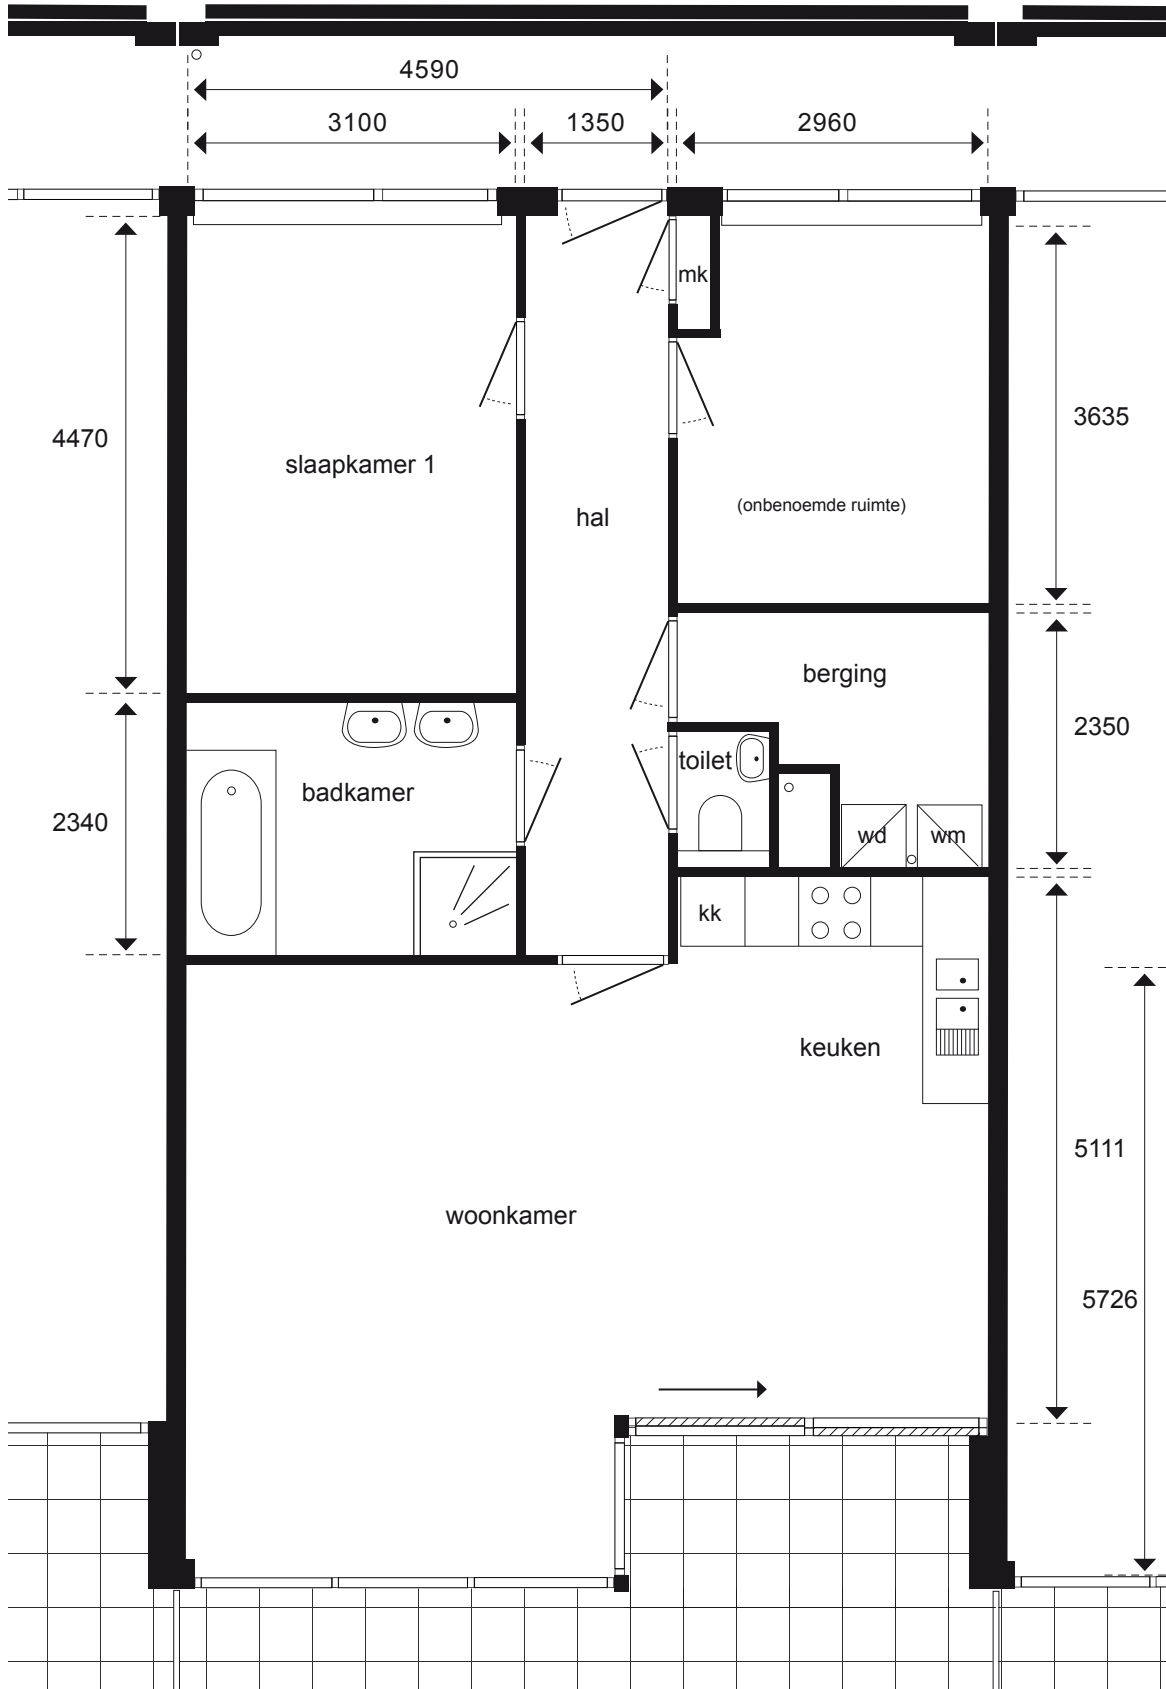 4590
3100
1350
2960
mk
3635
4470
slaapkamer 1
(onbenoemde ruimte)
hal
berging
2350
toilet
badkamer
2340
wd
wm
kk
keuken
5111
woonkamer
5726